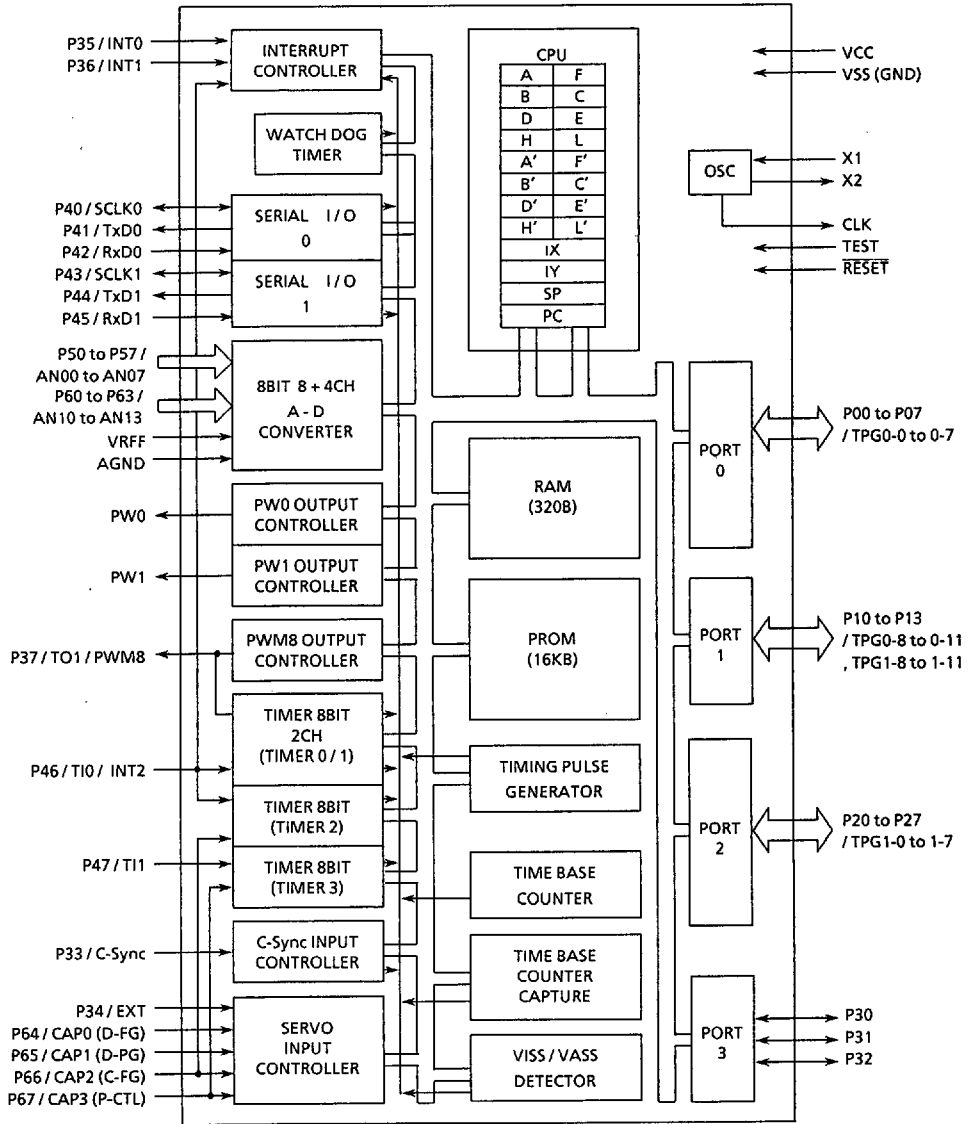 P35 / INT0
P36 / INT1
INTERRUPT
CONTROLLER
WATCH DOG
TIMER
P40 / SCLK0
P41 / TxD0
P42 / RxD0
P43 / SCLK1
P44 / TxD1
P45 / RxD1
SERIAL I / O
0
SERIAL I / O
1
P50 to P57 /
AN00 to AN07
P60 to P63 /
AN10 to AN13
VRFF
AGND
8BIT 8 + 4CH
A - D
CONVERTER
PW0
PW0 OUTPUT
CONTROLLER
PW1
PW1 OUTPUT
CONTROLLER
P37 / TO1 / PWM8
PWM8 OUTPUT
CONTROLLER
TIMER 8BIT
2CH
(TIMER 0 / 1)
P46 / TI0 / INT2
TIMER 8BIT
(TIMER 2)
P47 / TI1
TIMER 8BIT
(TIMER 3)
P33 / C-Sync
C-Sync INPUT
CONTROLLER
P34 / EXT
P64 / CAP0 (D-FG)
P65 / CAP1 (D-PG)
P66 / CAP2 (C-FG)
P67 / CAP3 (P-CTL)
SERVO
INPUT
CONTROLLER
CPU
A F
B C
D E
H L
A' F'
B' C'
D' E'
H' L'
IX
IY
SP
PC
RAM
(320B)
PROM
(16KB)
TIMING PULSE
GENERATOR
TIME BASE
COUNTER
TIME BASE
COUNTER
CAPTURE
VISS / VASS
DETECTOR
VCC
VSS (GND)
OSC
X1
X2
CLK
TEST
RESET
PORT
0
P00 to P07
/ TPG0-0 to 0-7
PORT
1
P10 to P13
/ TPG0-8 to 0-11
, TPG1-8 to 1-11
PORT
2
P20 to P27
/ TPG1-0 to 1-7
PORT
3
P30
P31
P32